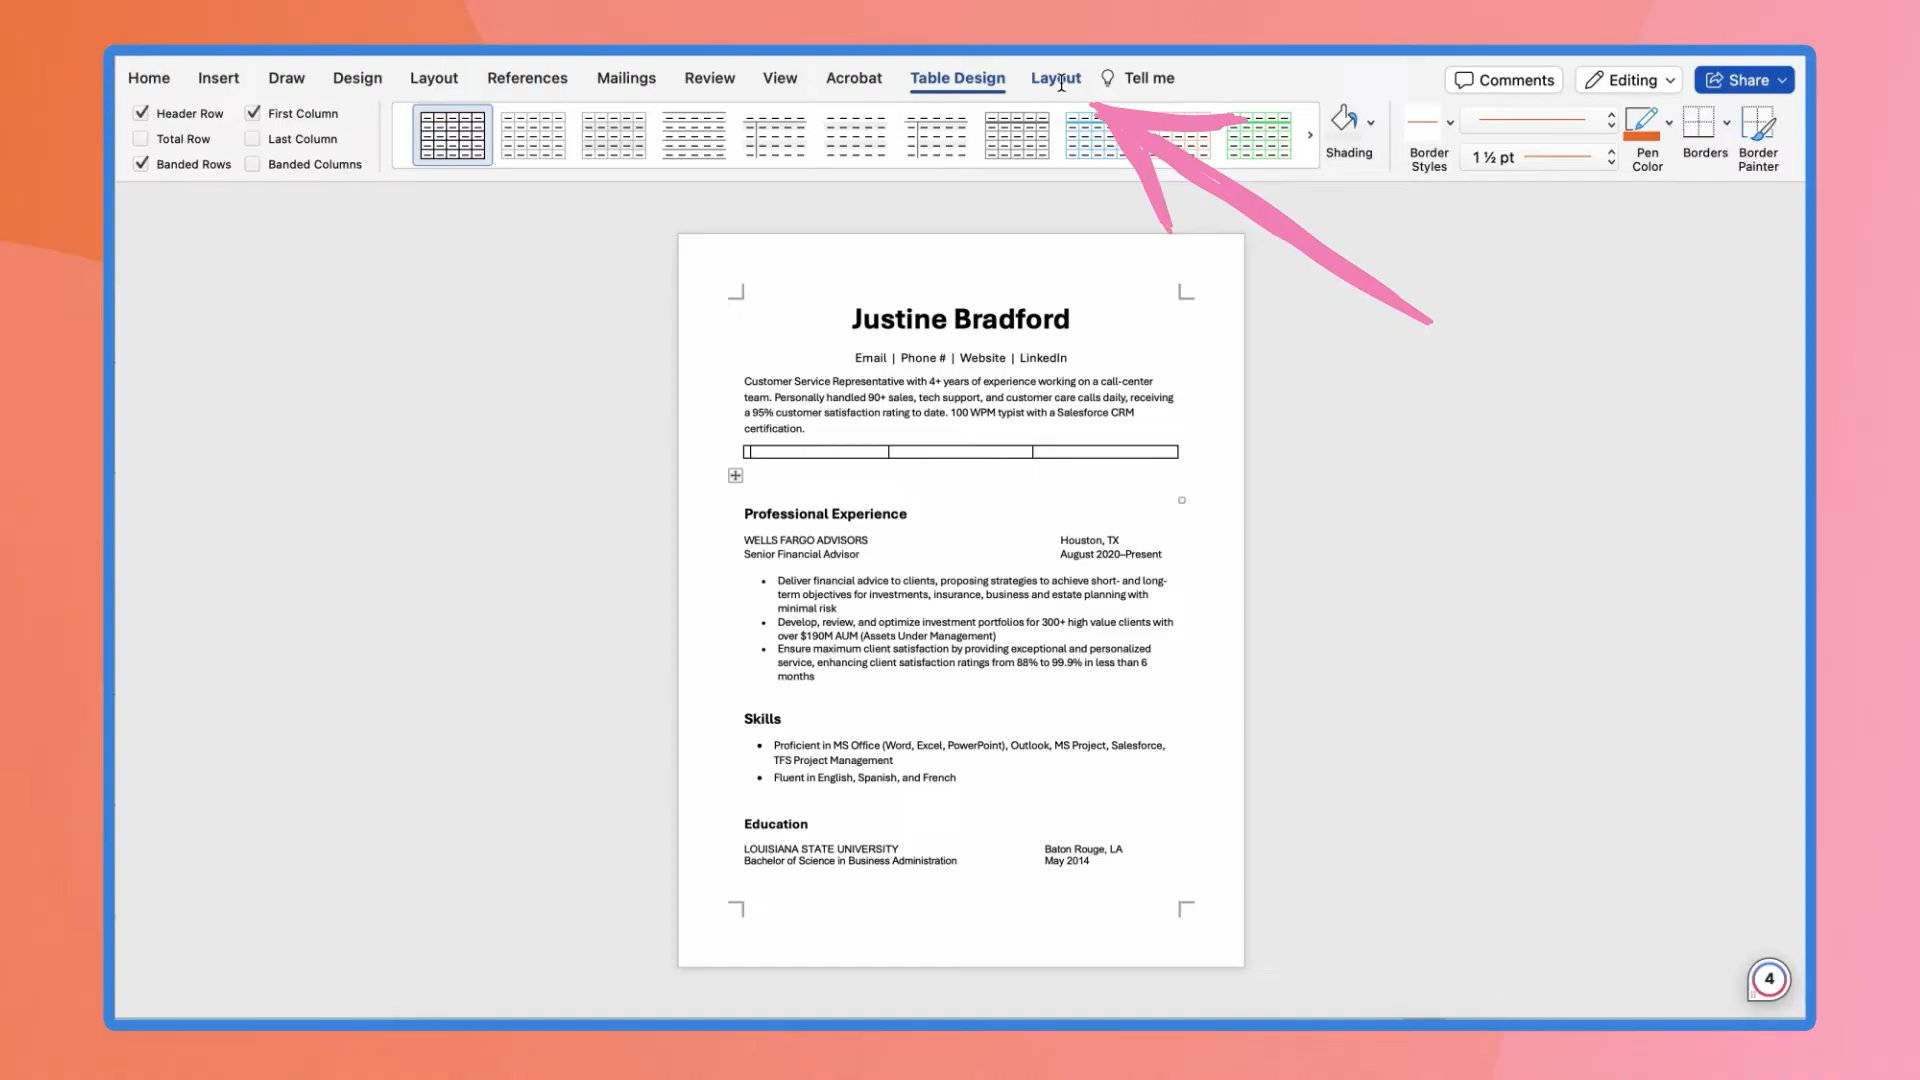 Home Insert Draw Design Layout References Mailings Review View Acrobat Table Design Layout Tell me Comments Editing Share
Header Row First Column
Total Row Last Column
Banded Rows Banded Columns
Shading
Border Styles
1 ½ pt
Pen Color
Borders
Border Painter
Justine Bradford
Email | Phone # | Website | LinkedIn
Customer Service Representative with 4+ years of experience working on a call-center
team. Personally handled 90+ sales, tech support, and customer care calls daily, receiving
a 95% customer satisfaction rating to date. 100 WPM typist with a Salesforce CRM
certification.
Professional Experience
WELLS FARGO ADVISORS Houston, TX
Senior Financial Advisor August 2020–Present
• Deliver financial advice to clients, proposing strategies to achieve short- and long-
term objectives for investments, insurance, business and estate planning with
minimal risk
• Develop, review, and optimize investment portfolios for 300+ high value clients with
over $190M AUM (Assets Under Management)
• Ensure maximum client satisfaction by providing exceptional and personalized
service, enhancing client satisfaction ratings from 88% to 99.9% in less than 6
months
Skills
• Proficient in MS Office (Word, Excel, PowerPoint), Outlook, MS Project, Salesforce,
TFS Project Management
• Fluent in English, Spanish, and French
Education
LOUISIANA STATE UNIVERSITY Baton Rouge, LA
Bachelor of Science in Business Administration May 2014
4